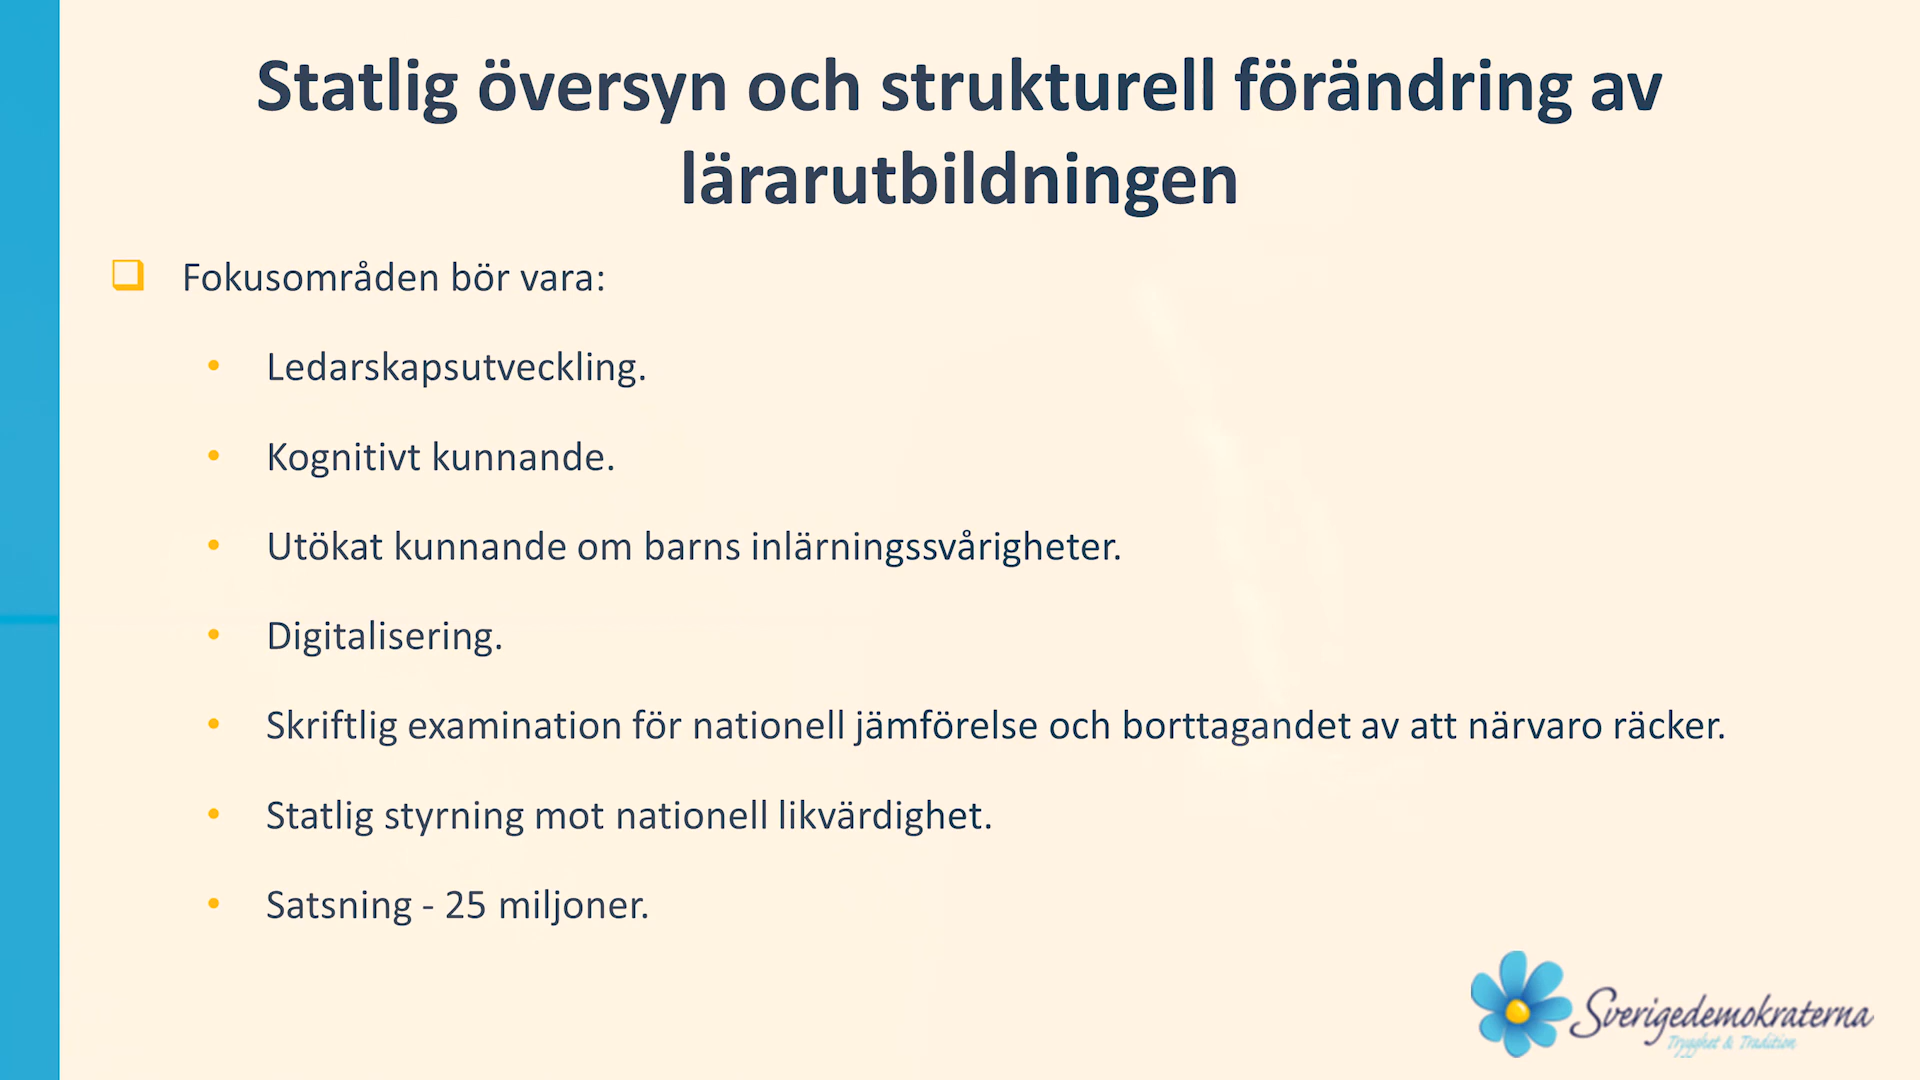 Statlig översyn och strukturell förändring av
lärarutbildningen
Fokusområden bör vara:
Ledarskapsutveckling.
Kognitivt kunnande.
Utökat kunnande om barns inlärningssvårigheter.
Digitalisering.
Skriftlig examination för nationell jämförelse och borttagandet av att närvaro räcker.
Statlig styrning mot nationell likvärdighet.
Satsning - 25 miljoner.
Sverigedemokraterna
Trygghet & Tradition